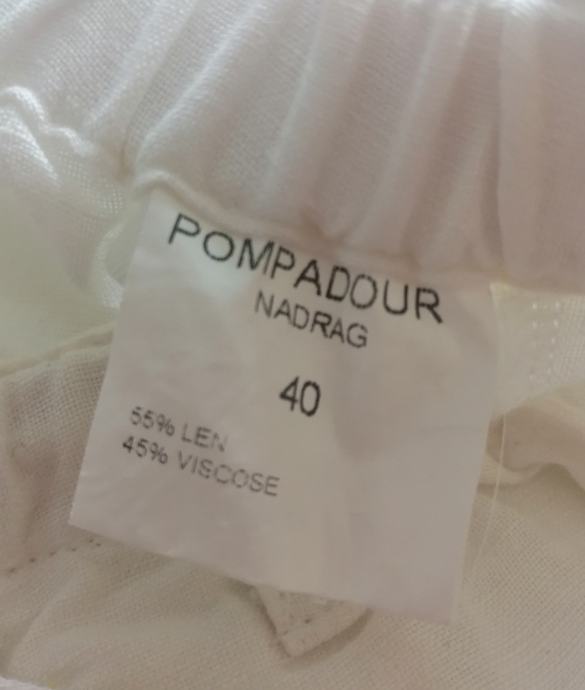 POMPADOUR
NADRAG
40
55% LEN
45% VISCOSE